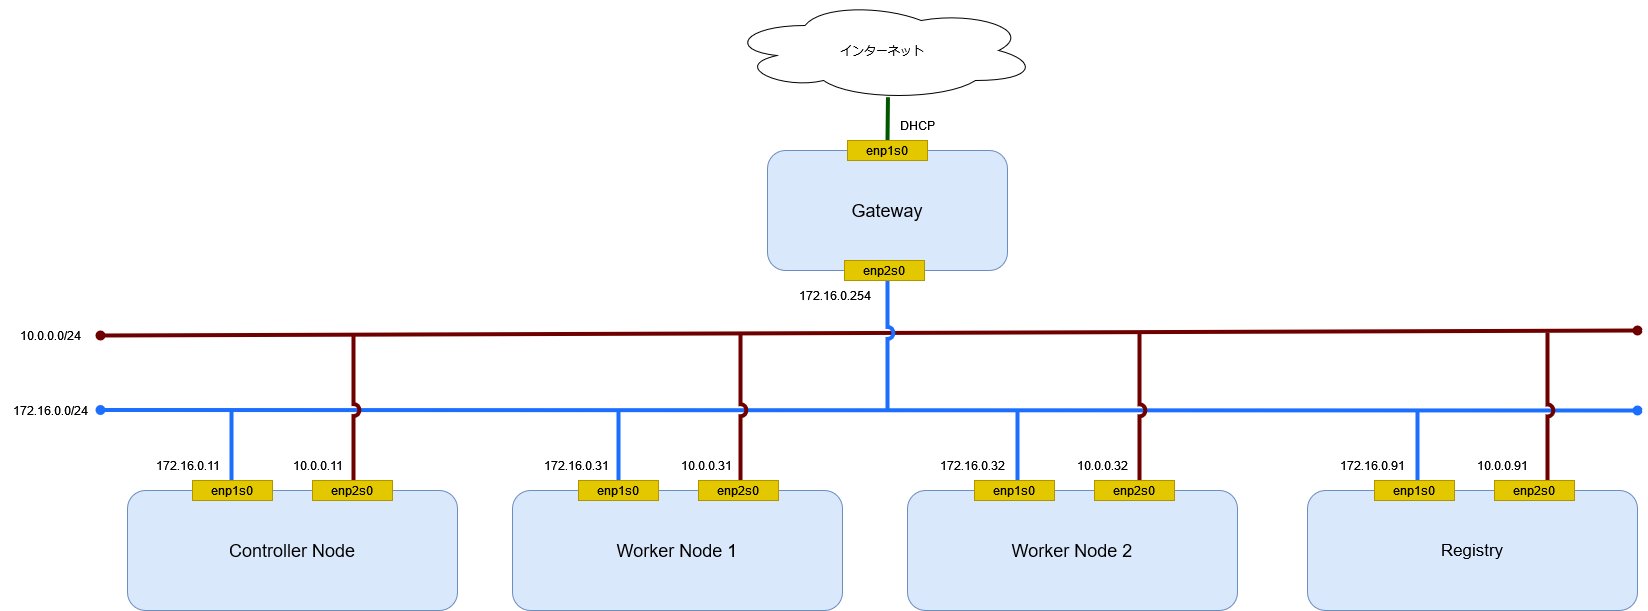 インターネット
DHCP
enp1s0
Gateway
enp2s0
172.16.0.254
10.0.0.0/24
172.16.0.0/24
172.16.0.11
10.0.0.11
172.16.0.31
10.0.0.31
172.16.0.32
10.0.0.32
172.16.0.91
10.0.0.91
enp1s0
enp2s0
enp1s0
enp2s0
enp1s0
enp2s0
enp1s0
enp2s0
Controller Node
Worker Node 1
Worker Node 2
Registry